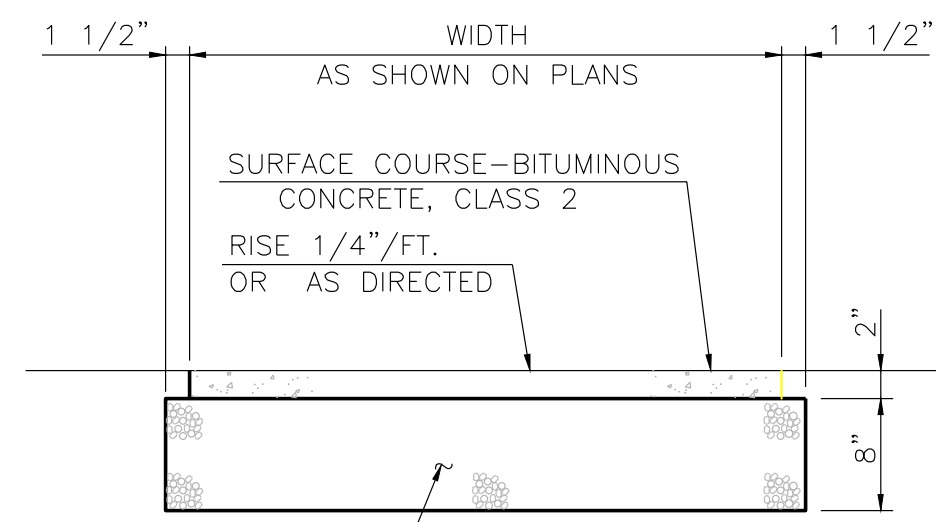 1 1/2”
WIDTH
1 1/2”
AS SHOWN ON PLANS
SURFACE COURSE-BITUMINOUS
CONCRETE, CLASS 2
RISE 1/4”/FT.
OR AS DIRECTED
2”
8”